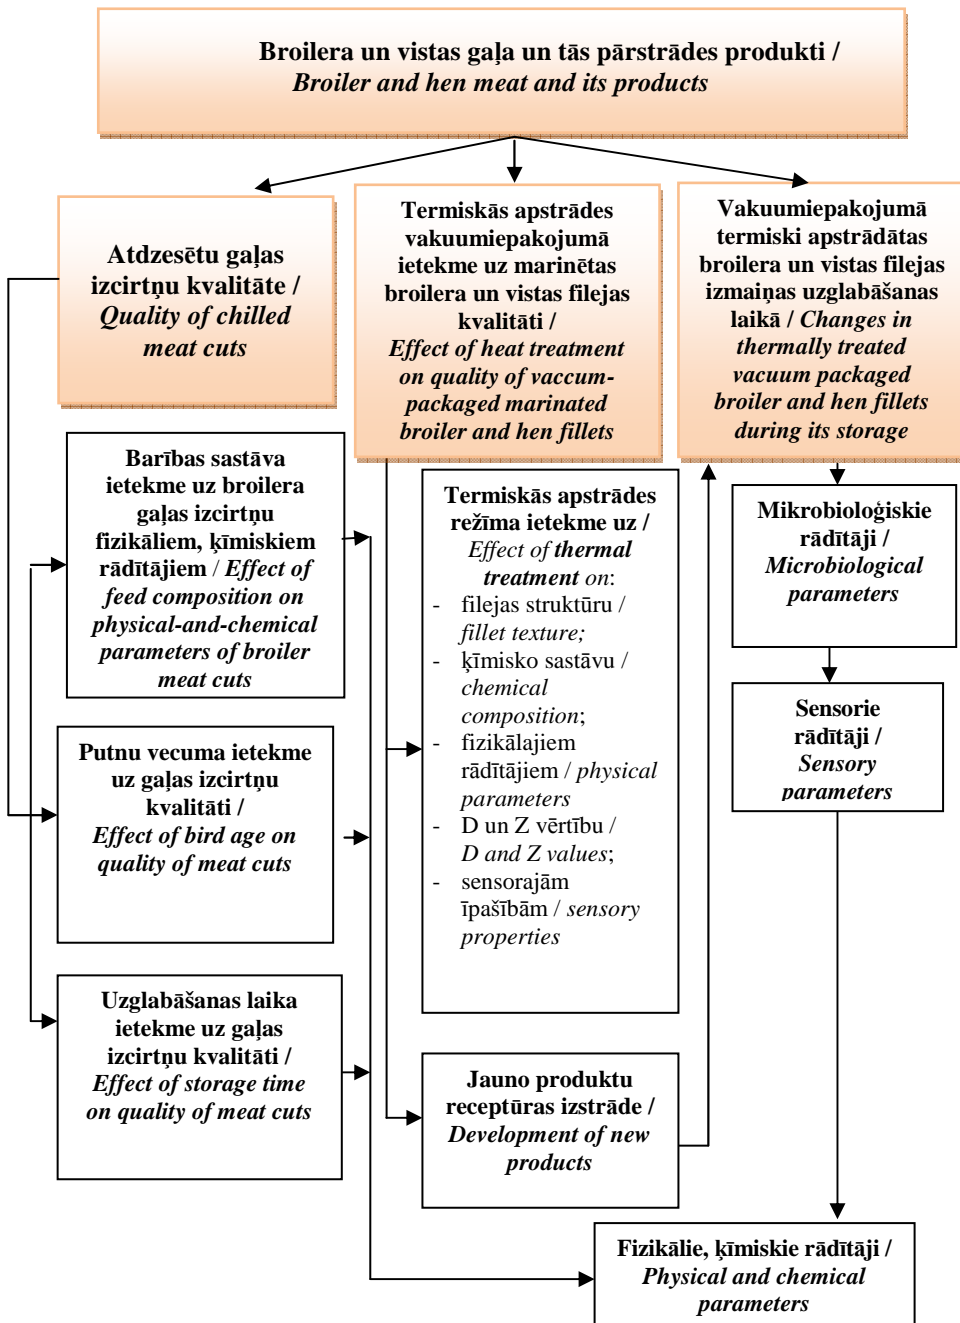 Broilera un vistas gaļa un tās pārstrādes produkti /
Broiler and hen meat and its products
Atdzesētu gaļas
izcirtņu kvalitāte /
Quality of chilled
meat cuts
Termiskās apstrādes
vakuumiepakojumā
ietekme uz marinētas
broilera un vistas filejas
kvalitāti /
Effect of heat treatment
on quality of vaccum-
packaged marinated
broiler and hen fillets
Vakuumiepakojumā
termiski apstrādātas
broilera un vistas filejas
izmaiņas uzglabāšanas
laikā / Changes in
thermally treated
vacuum packaged
broiler and hen fillets
during its storage
Barības sastāva
ietekme uz broilera
gaļas izcirtņu
fizikāliem, ķīmiskiem
rādītājiem / Effect of
feed composition on
physical-and-chemical
parameters of broiler
meat cuts
Putnu vecuma ietekme
uz gaļas izcirtņu
kvalitāti /
Effect of bird age on
quality of meat cuts
Uzglabāšanas laika
ietekme uz gaļas
izcirtņu kvalitāti /
Effect of storage time
on quality of meat cuts
Termiskās apstrādes
režīma ietekme uz /
Effect of thermal
treatment on:
- filejas struktūru /
fillet texture;
- ķīmisko sastāvu /
chemical
composition;
- fizikālajiem
rādītājiem / physical
parameters
- D un Z vērtību /
D and Z values;
- sensorajām
īpašībām / sensory
properties
Jauno produktu
receptūras izstrāde /
Development of new
products
Mikrobioloģiskie
rādītāji /
Microbiological
parameters
Sensorie
rādītāji /
Sensory
parameters
Fizikālie, ķīmiskie rādītāji /
Physical and chemical
parameters